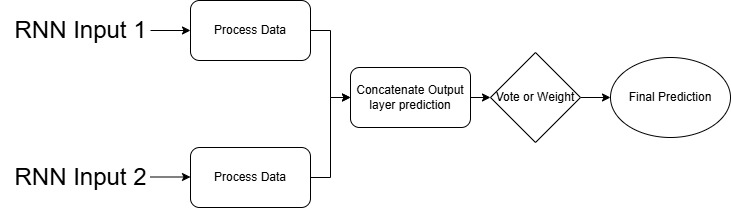 RNN Input 1
Process Data
Concatenate Output
layer prediction
Vote or Weight
Final Prediction
RNN Input 2
Process Data